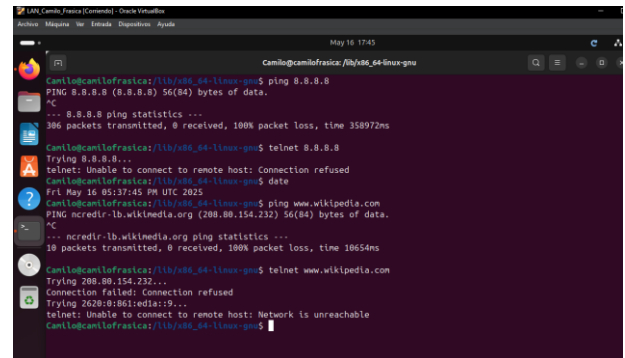 LAN_Camilo_Frasica [Corriendo] - Oracle VirtualBox
Archivo Máquina Ver Entrada Dispositivos Ayuda
May 16 17:45
Camilo@camilofrasica: /lib/x86_64-linux-gnu
Camilo@camilofrasica:/lib/x86_64-linux-gnu$ ping 8.8.8.8
PING 8.8.8.8 (8.8.8.8) 56(84) bytes of data.
^C
--- 8.8.8.8 ping statistics ---
306 packets transmitted, 0 received, 100% packet loss, time 358972ms
Camilo@camilofrasica:/lib/x86_64-linux-gnu$ telnet 8.8.8.8
Trying 8.8.8.8...
telnet: Unable to connect to remote host: Connection refused
Camilo@camilofrasica:/lib/x86_64-linux-gnu$ date
Fri May 16 05:37:45 PM UTC 2025
Camilo@camilofrasica:/lib/x86_64-linux-gnu$ ping www.wikipedia.com
PING ncredir-lb.wikimedia.org (208.80.154.232) 56(84) bytes of data.
^C
--- ncredir-lb.wikimedia.org ping statistics ---
10 packets transmitted, 0 received, 100% packet loss, time 10654ms
Camilo@camilofrasica:/lib/x86_64-linux-gnu$ telnet www.wikipedia.com
Trying 208.80.154.232...
Connection failed: Connection refused
Trying 2620:0:861:ed1a::9...
telnet: Unable to connect to remote host: Network is unreachable
Camilo@camilofrasica:/lib/x86_64-linux-gnu$